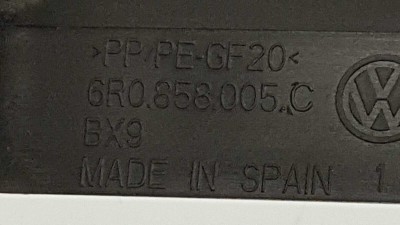 >PP/PE-GF20<
6R0.858.005.C
BX9
MADE IN SPAIN 1